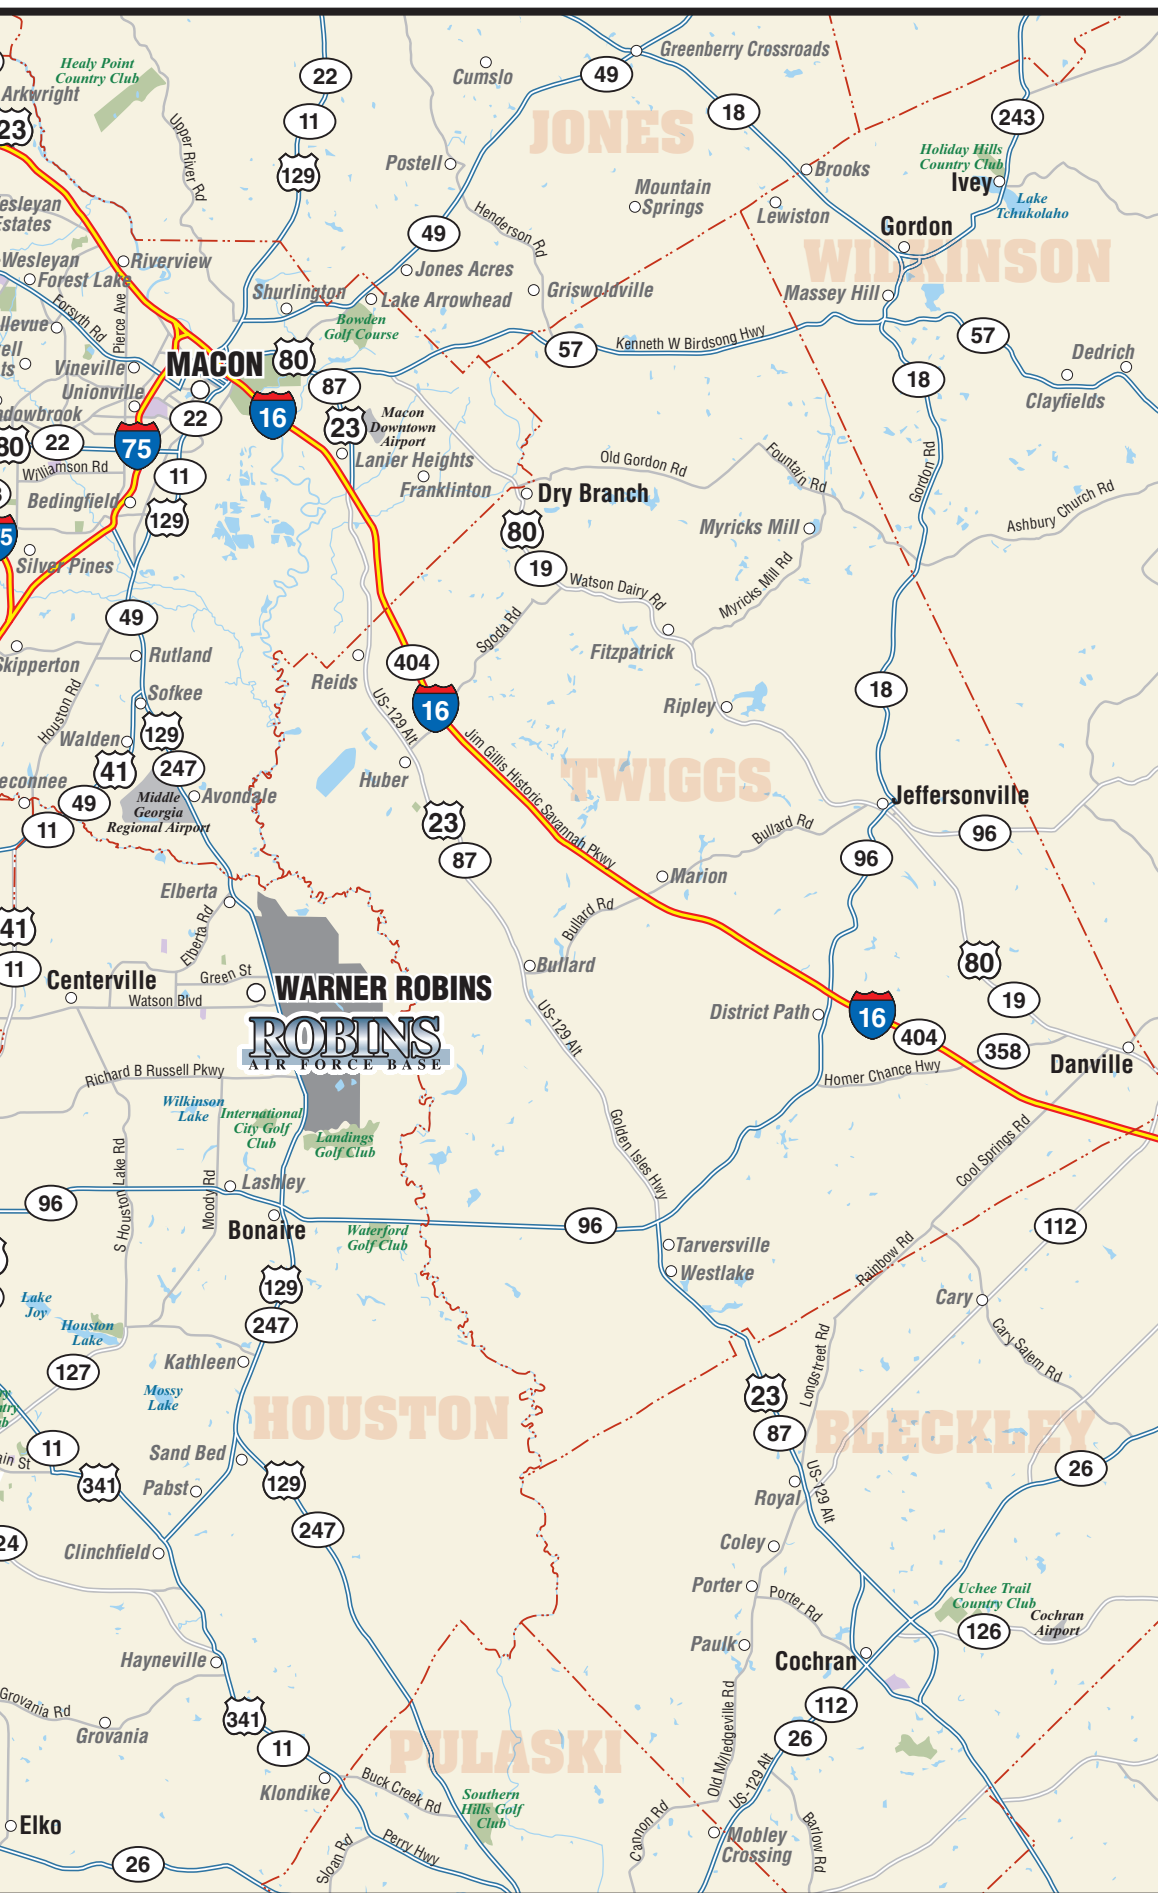 Healy Point
Country Club
Arkwright
23
22
11
129
Cumslo
49
Greenberry Crossroads
18
243
JONES
Upper River Rd
Postell
Brooks
Holiday Hills
Country Club
Ivey
Lake
Tchukolaho
Mountain
Springs
Lewiston
Gordon
WILKINSON
esleyan
Estates
Henderson Rd
49
Wesleyan
Riverview
Forest Lake
Jones Acres
Shurlington
Lake Arrowhead
Griswoldville
Massey Hill
Bowden
Golf Course
Forsyth Rd
Pierce Ave
llevue
57
Kenneth W Birdsong Hwy
57
ell
ts
Vineville
MACON
80
87
18
Dedrich
Clayfields
Unionville
adowbrook
22
16
23
Macon
Downtown
Airport
80
22
75
Lanier Heights
Williamson Rd
11
Franklinton
Old Gordon Rd
Fountain Rd
Gordon Rd
Bedingfield
129
Dry Branch
80
Myricks Mill
Ashbury Church Rd
5
Silver Pines
19
Watson Dairy Rd
Myricks Mill Rd
49
Sgoda Rd
Fitzpatrick
Skipperton
Rutland
Reids
404
Houston Rd
Sofkee
US-129 Alt
16
Ripley
18
Walden
129
Jim Gillis Historic Savannah Pkwy
41
247
TWIGGS
econnee
49
Middle
Georgia
Regional Airport
Avondale
Huber
Jeffersonville
11
23
87
Bullard Rd
96
96
Elberta
Marion
Elberta Rd
Bullard Rd
41
11
Centerville
Green St
Watson Blvd
WARNER ROBINS
ROBINS
AIR FORCE BASE
Bullard
80
19
District Path
16
404
358
Danville
US-129 Alt
Richard B Russell Pkwy
Homer Chance Hwy
Wilkinson
Lake
International
City Golf
Club
Landings
Golf Club
Golden Isles Hwy
Cool Springs Rd
S Houston Lake Rd
Moody Rd
Lashley
96
Bonaire
Waterford
Golf Club
96
112
Tarversville
Westlake
Rainbow Rd
129
247
Lake
Joy
Houston
Lake
Cary
Cary Salem Rd
Longstreet Rd
127
Kathleen
Mossy
Lake
HOUSTON
23
87
BLECKLEY
11
Sand Bed
26
341
Pabst
129
247
Royal
US-129 Alt
24
Clinchfield
Coley
Porter
Porter Rd
Uchee Trail
Country Club
126
Cochran
Airport
Paulk
Cochran
Hayneville
Grovania Rd
Grovania
341
11
PULASKI
112
26
Old Milledgeville Rd
US-129 Alt
Klondike
Buck Creek Rd
Southern
Hills Golf
Club
Elko
Sloan Rd
Perry Hwy
Cannon Rd
Mobley
Crossing
Barlow Rd
26